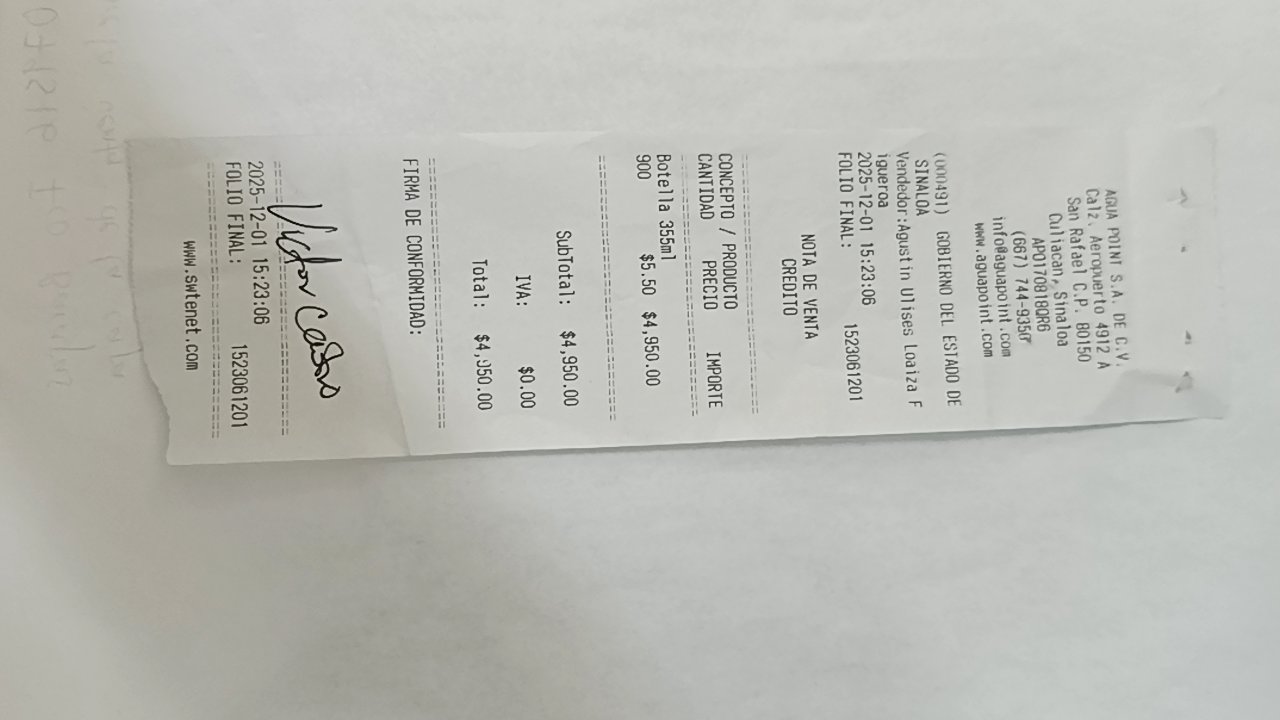 AGUA POINT S.A. DE C.V.
Calz. Aeropuerto 4912 A
San Rafael C.P. 80150
Culiacan, Sinaloa
APO170818QR6
(667) 744-9350
info@aguapoint.com
www.aguapoint.com
(000491) GOBIERNO DEL ESTADO DE
SINALOA
Vendedor:Agustin Ulises Loaiza F
igueroa
2025-12-01 15:23:06
FOLIO FINAL: 1523061201
NOTA DE VENTA
CREDITO
CONCEPTO / PRODUCTO
CANTIDAD PRECIO IMPORTE
Botella 355ml
900 $5.50 $4,950.00
SubTotal: $4,950.00
IVA: $0.00
Total: $4,950.00
FIRMA DE CONFORMIDAD:
Victor
2025-12-01 15:23:06
FOLIO FINAL: 1523061201
www.swtenet.com